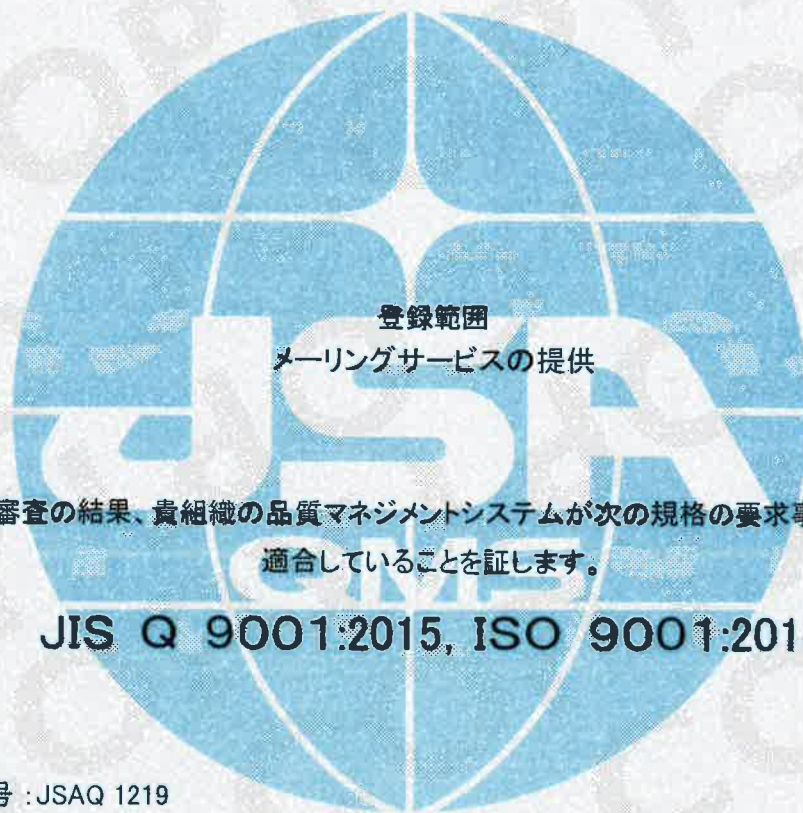 登録範囲
メーリングサービスの提供
JSA
審査の結果、貴組織の品質マネジメントシステムが次の規格の要求事
適合していることを証します。
QMS
JIS Q 9001:2015, ISO 9001:201
号 :JSAQ 1219